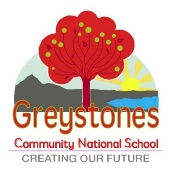 Greystones
Community National School
CREATING OUR FUTURE